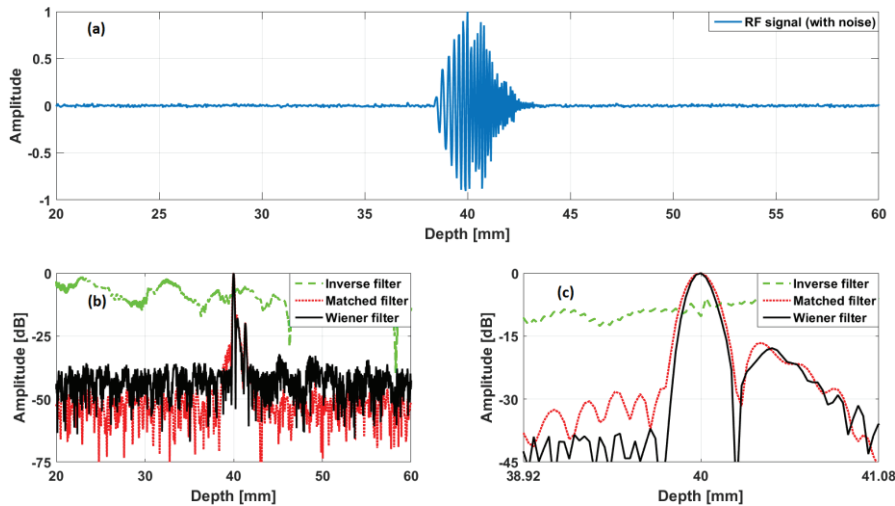 (a)
RF signal (with noise)
Amplitude
1
0.5
0
-0.5
-1
20 25 30 35 40 45 50 55 60
Depth [mm]
(b)
Inverse filter
Matched filter
Wiener filter
Amplitude [dB]
0
-25
-50
-75
20 30 40 50 60
Depth [mm]
(c)
Inverse filter
Matched filter
Wiener filter
Amplitude [dB]
0
-15
-30
-45
38.92 40 41.08
Depth [mm]